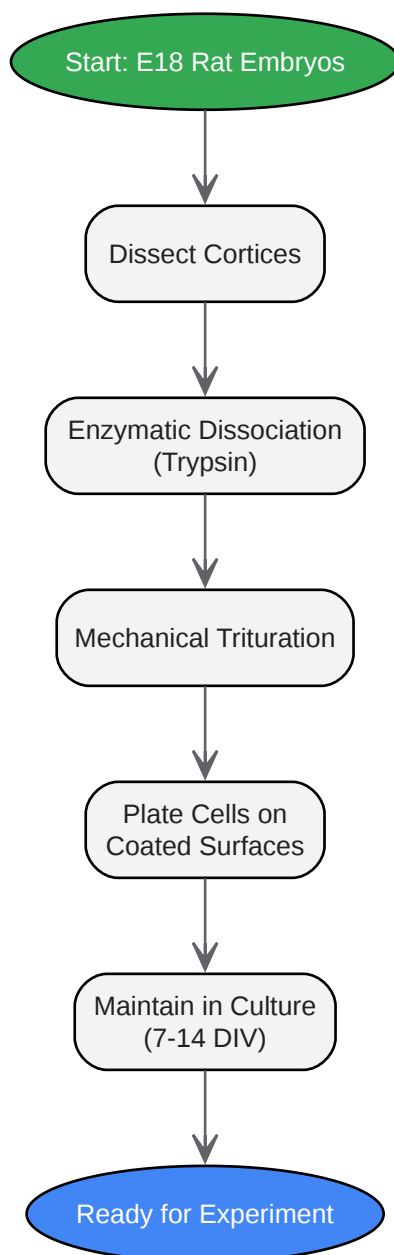 Start: E18 Rat Embryos
Dissect Cortices
Enzymatic Dissociation
(Trypsin)
Mechanical Trituration
Plate Cells on
Coated Surfaces
Maintain in Culture
(7-14 DIV)
Ready for Experiment